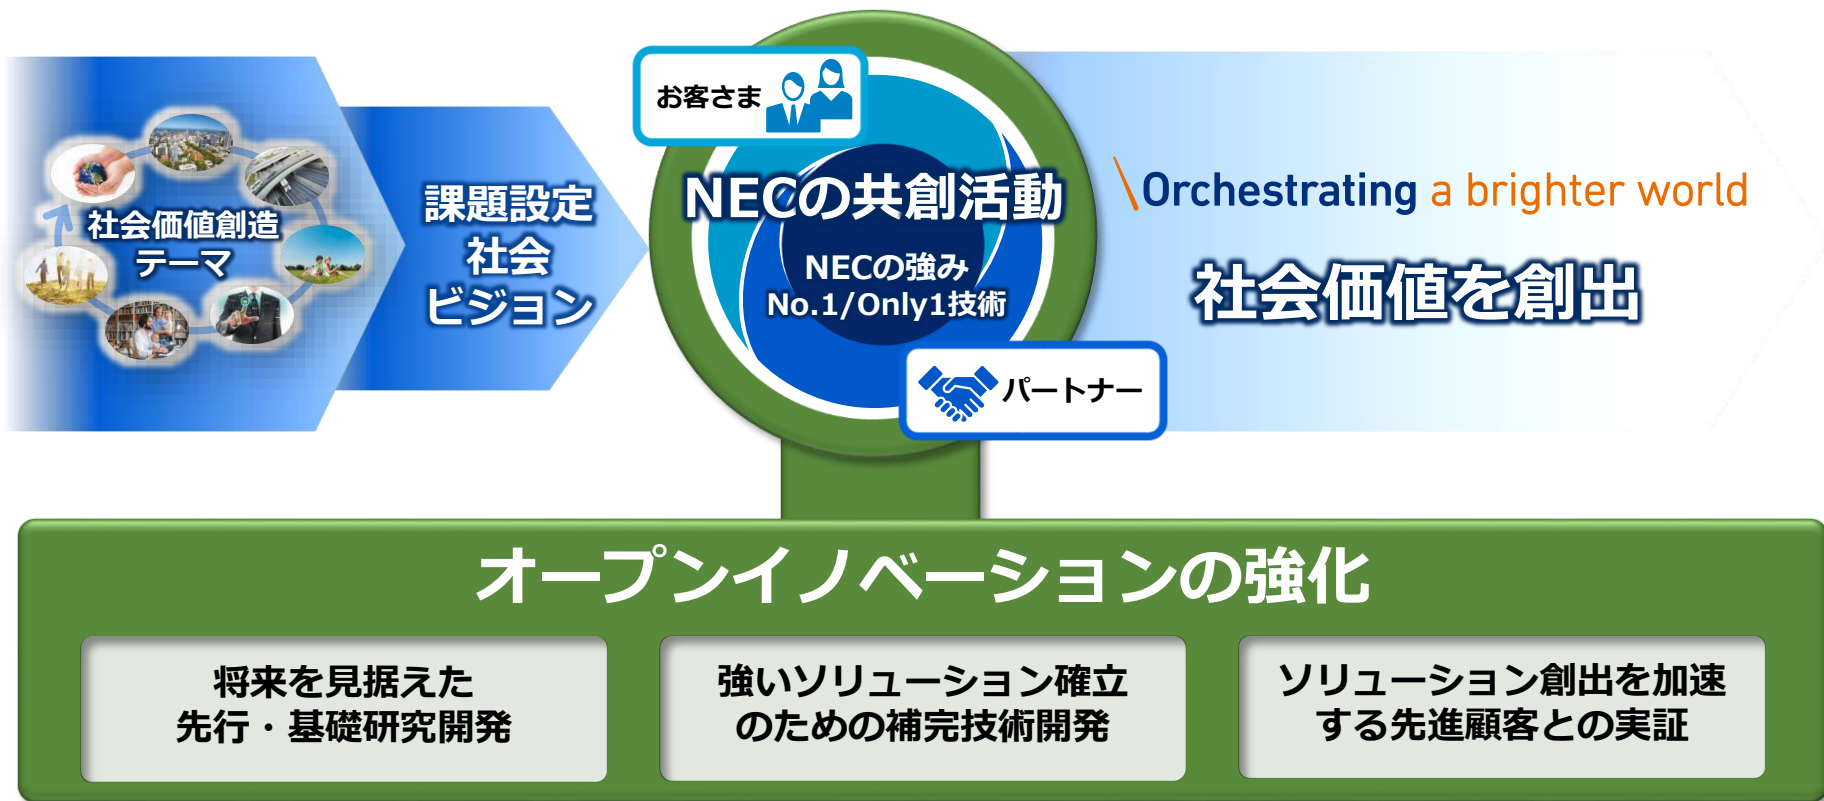 お客さま
社会価値創造
テーマ
課題設定
社会
ビジョン
NECの共創活動
NECの強み
No.1/Only1技術
パートナー
\Orchestrating a brighter world
社会価値を創出
オープンイノベーションの強化
将来を見据えた
先行・基礎研究開発
強いソリューション確立
のための補完技術開発
ソリューション創出を加速
する先進顧客との実証